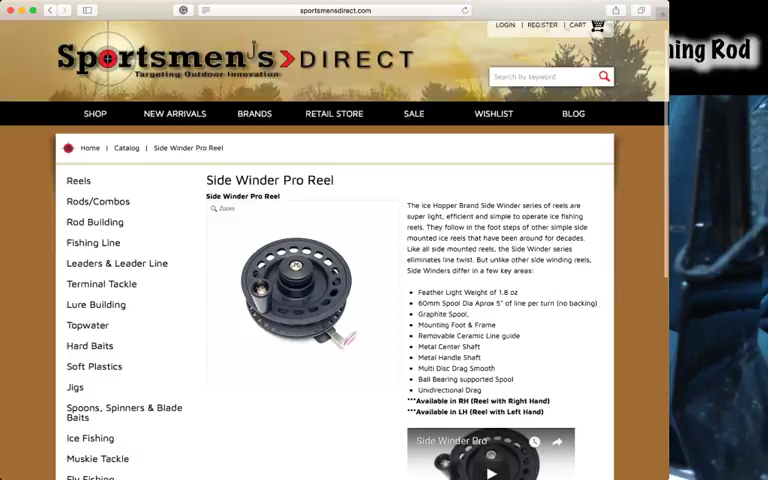 sportsmensdirect.com
LOGIN | REGISTER | CART
Sportsmen's DIRECT
Targeting Outdoor Innovation
Search by keyword
ing Rod
SHOP NEW ARRIVALS BRANDS RETAIL STORE SALE WISHLIST BLOG
Home Catalog Side Winder Pro Reel
Reels
Rods/Combos
Rod Building
Fishing Line
Leaders & Leader Line
Terminal Tackle
Lure Building
Topwater
Hard Baits
Soft Plastics
Jigs
Spoons, Spinners & Blade
Baits
Ice Fishing
Muskie Tackle
Fly Fishing
Side Winder Pro Reel
Side Winder Pro Reel
Zoom
The Ice Hopper Brand Side Winder series of reels are
super light, efficient and simple to operate ice fishing
reels. They follow in the foot steps of other simple side
mounted ice reels that have been around for decades.
Like all side mounted reels, the Side Winder series
eliminates line twist. But unlike other side winding reels,
Side Winders differ in a few key areas:
• Feather Light Weight of 1.8 oz
• 60mm Spool Dia Aprox 5" of line per turn (no backing)
• Graphite Spool,
• Mounting Foot & Frame
• Removable Ceramic Line guide
• Metal Center Shaft
• Metal Handle Shaft
• Multi Disc Drag Smooth
• Ball Bearing supported Spool
• Unidirectional Drag
***Available in RH (Reel with Right Hand)
***Available in LH (Reel with Left Hand)
Side Winder Pro